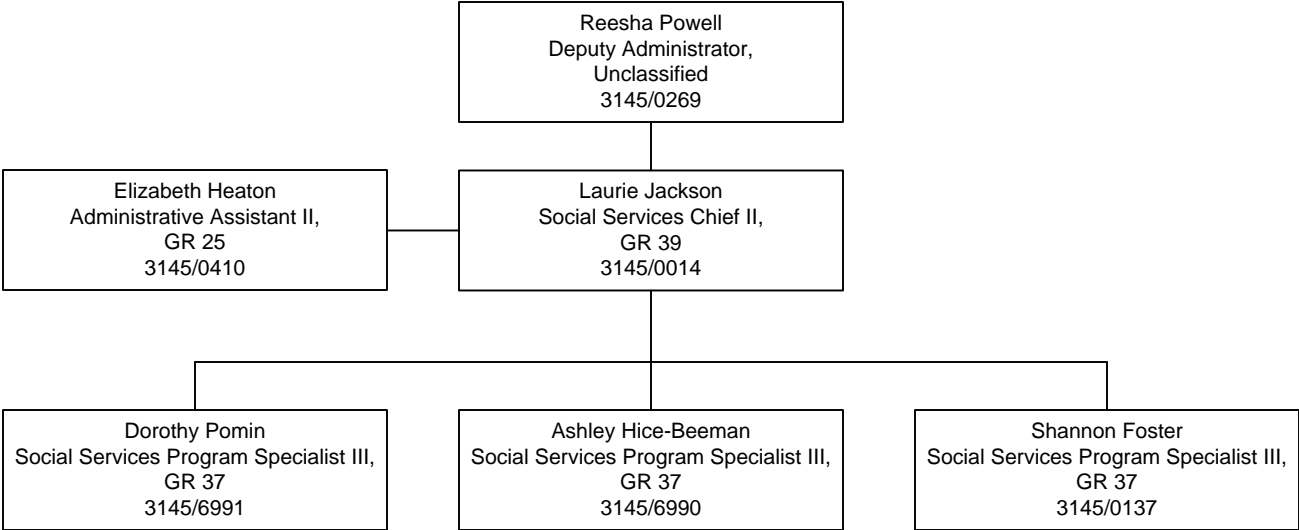 Reesha Powell
Deputy Administrator,
Unclassified
3145/0269
Elizabeth Heaton
Administrative Assistant II,
GR 25
3145/0410
Laurie Jackson
Social Services Chief II,
GR 39
3145/0014
Dorothy Pomin
Social Services Program Specialist III,
GR 37
3145/6991
Ashley Hice-Beeman
Social Services Program Specialist III,
GR 37
3145/6990
Shannon Foster
Social Services Program Specialist III,
GR 37
3145/0137